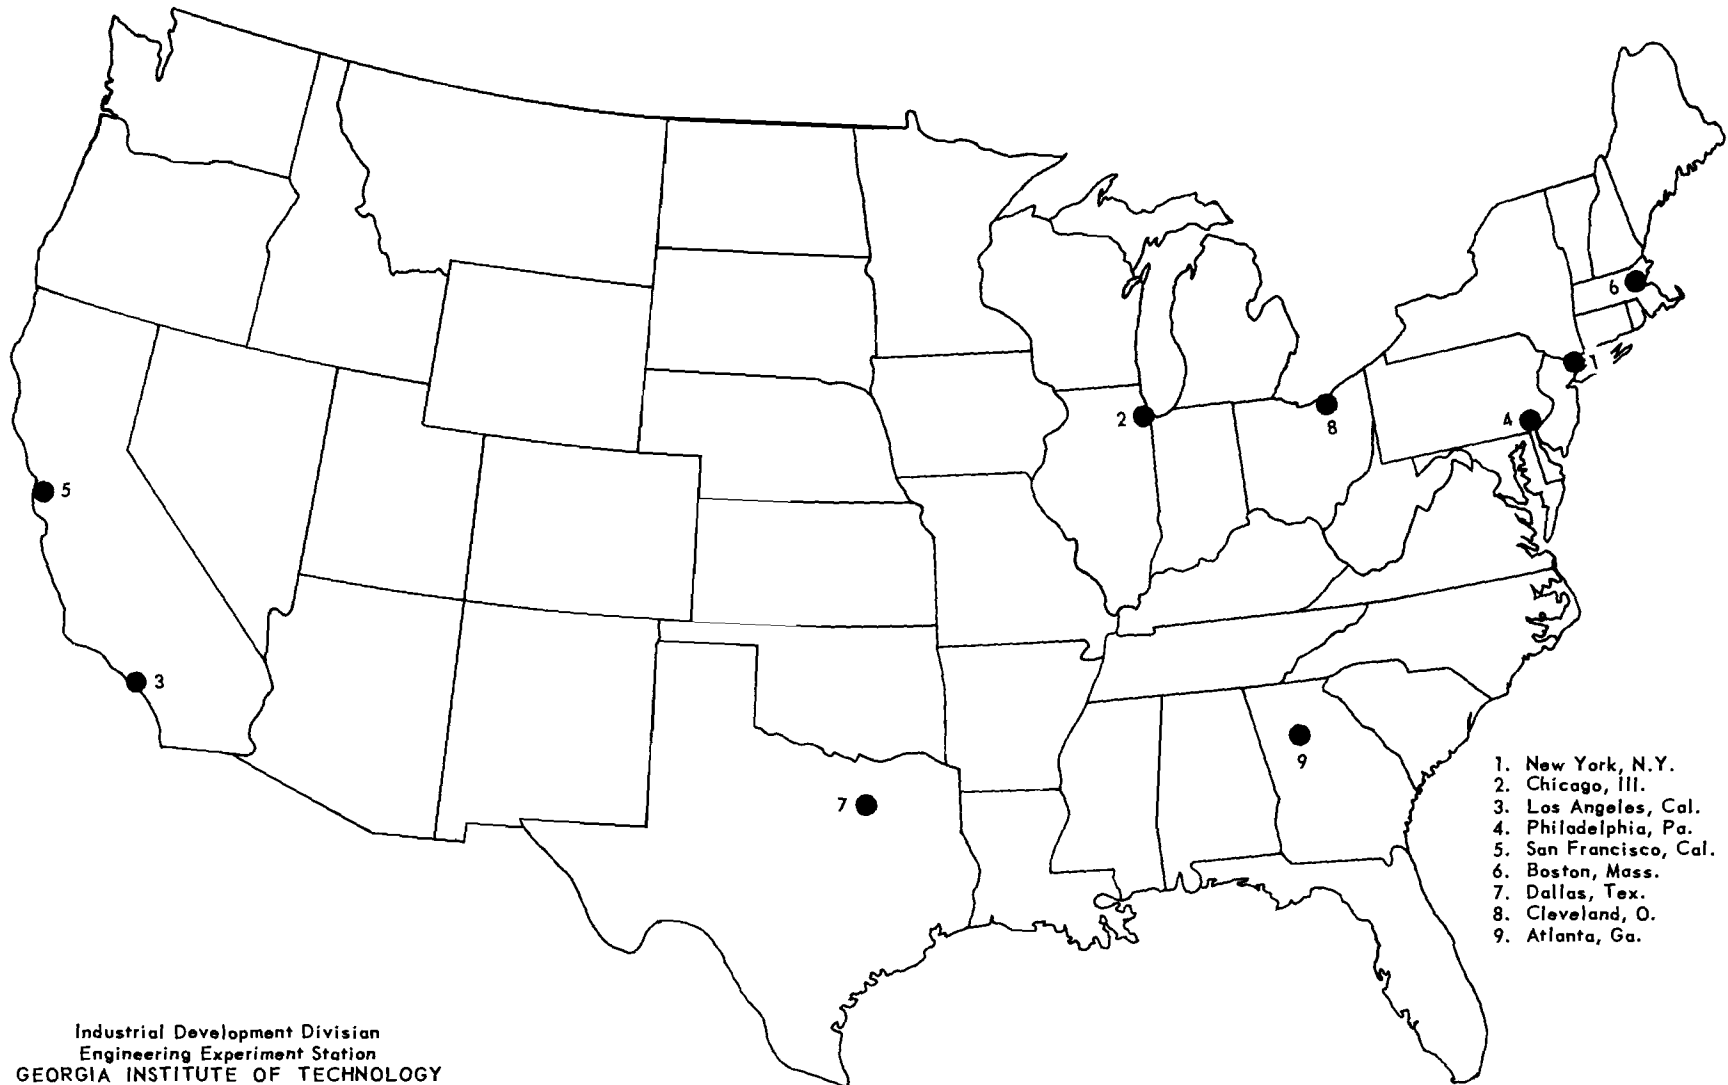 6
1
2
8
4
5
3
9
7
1. New York, N.Y.
2. Chicago, Ill.
3. Los Angeles, Cal.
4. Philadelphia, Pa.
5. San Francisco, Cal.
6. Boston, Mass.
7. Dallas, Tex.
8. Cleveland, O.
9. Atlanta, Ga.
Industrial Development Division
Engineering Experiment Station
GEORGIA INSTITUTE OF TECHNOLOGY